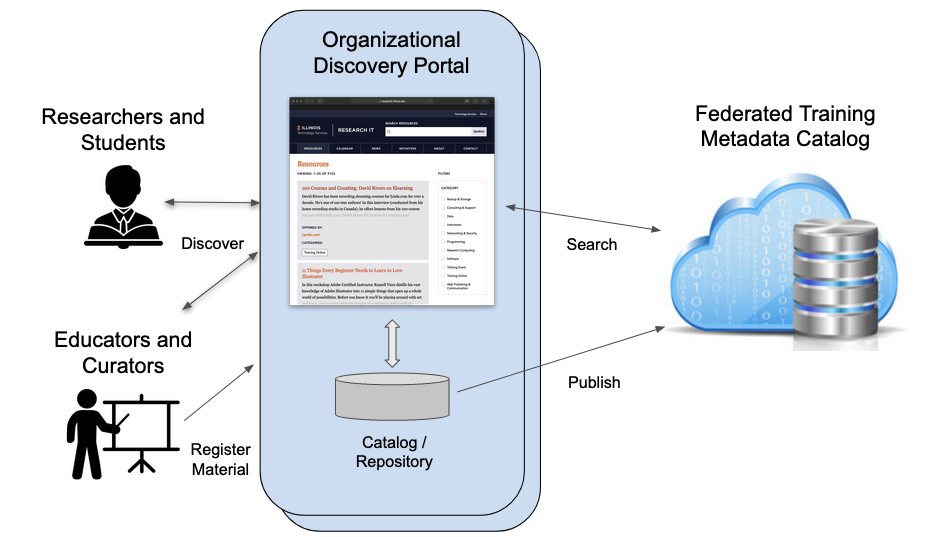 Organizational
Discovery Portal
Researchers and
Students
Discover
Educators and
Curators
Register
Material
Technology Services
ILLINOIS
Technology Services
RESEARCH IT
SEARCH RESOURCES
SEARCH
RESOURCES CALENDAR NEWS INITIATIVES ABOUT CONTACT
Resources
VIEWING: 1-25 OF 9103
100 Courses and Counting: David Rivers on Elearning
David Rivers has been recording elearning courses for lynda.com for over a
decade. He's one of our star authors! In this interview (conducted from his
home recording studio in Canada), he offers lessons from his 100-course
OFFERED BY:
Lynda.com
CATEGORIES:
Training Online
11 Things Every Beginner Needs to Learn to Love
Illustrator
In this workshop Adobe Certified Instructor Russell Viers distills his vast
knowledge of Adobe Illustrator into 11 simple things that open up a whole
world of possibilities. Before you know it you'll be playing around with art
FILTERS
CATEGORY
Backup & Storage
Consulting & Support
Data
Instrument
Networking & Security
Programming
Research Computing
Software
Training Event
Training Online
Web Publishing &
Communication
Catalog /
Repository
Search
Publish
Federated Training
Metadata Catalog